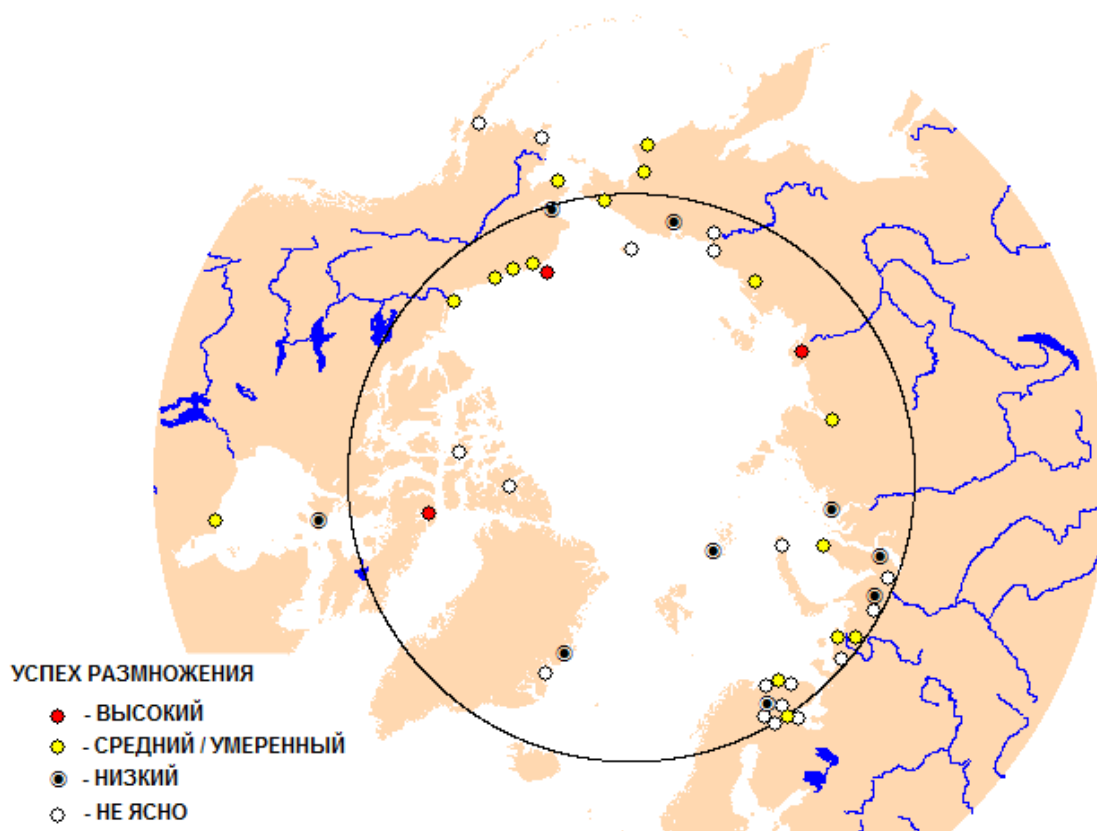 УСПЕХ РАЗМНОЖЕНИЯ
- ВЫСОКИЙ
- СРЕДНИЙ / УМЕРЕННЫЙ
- НИЗКИЙ
- НЕ ЯСНО